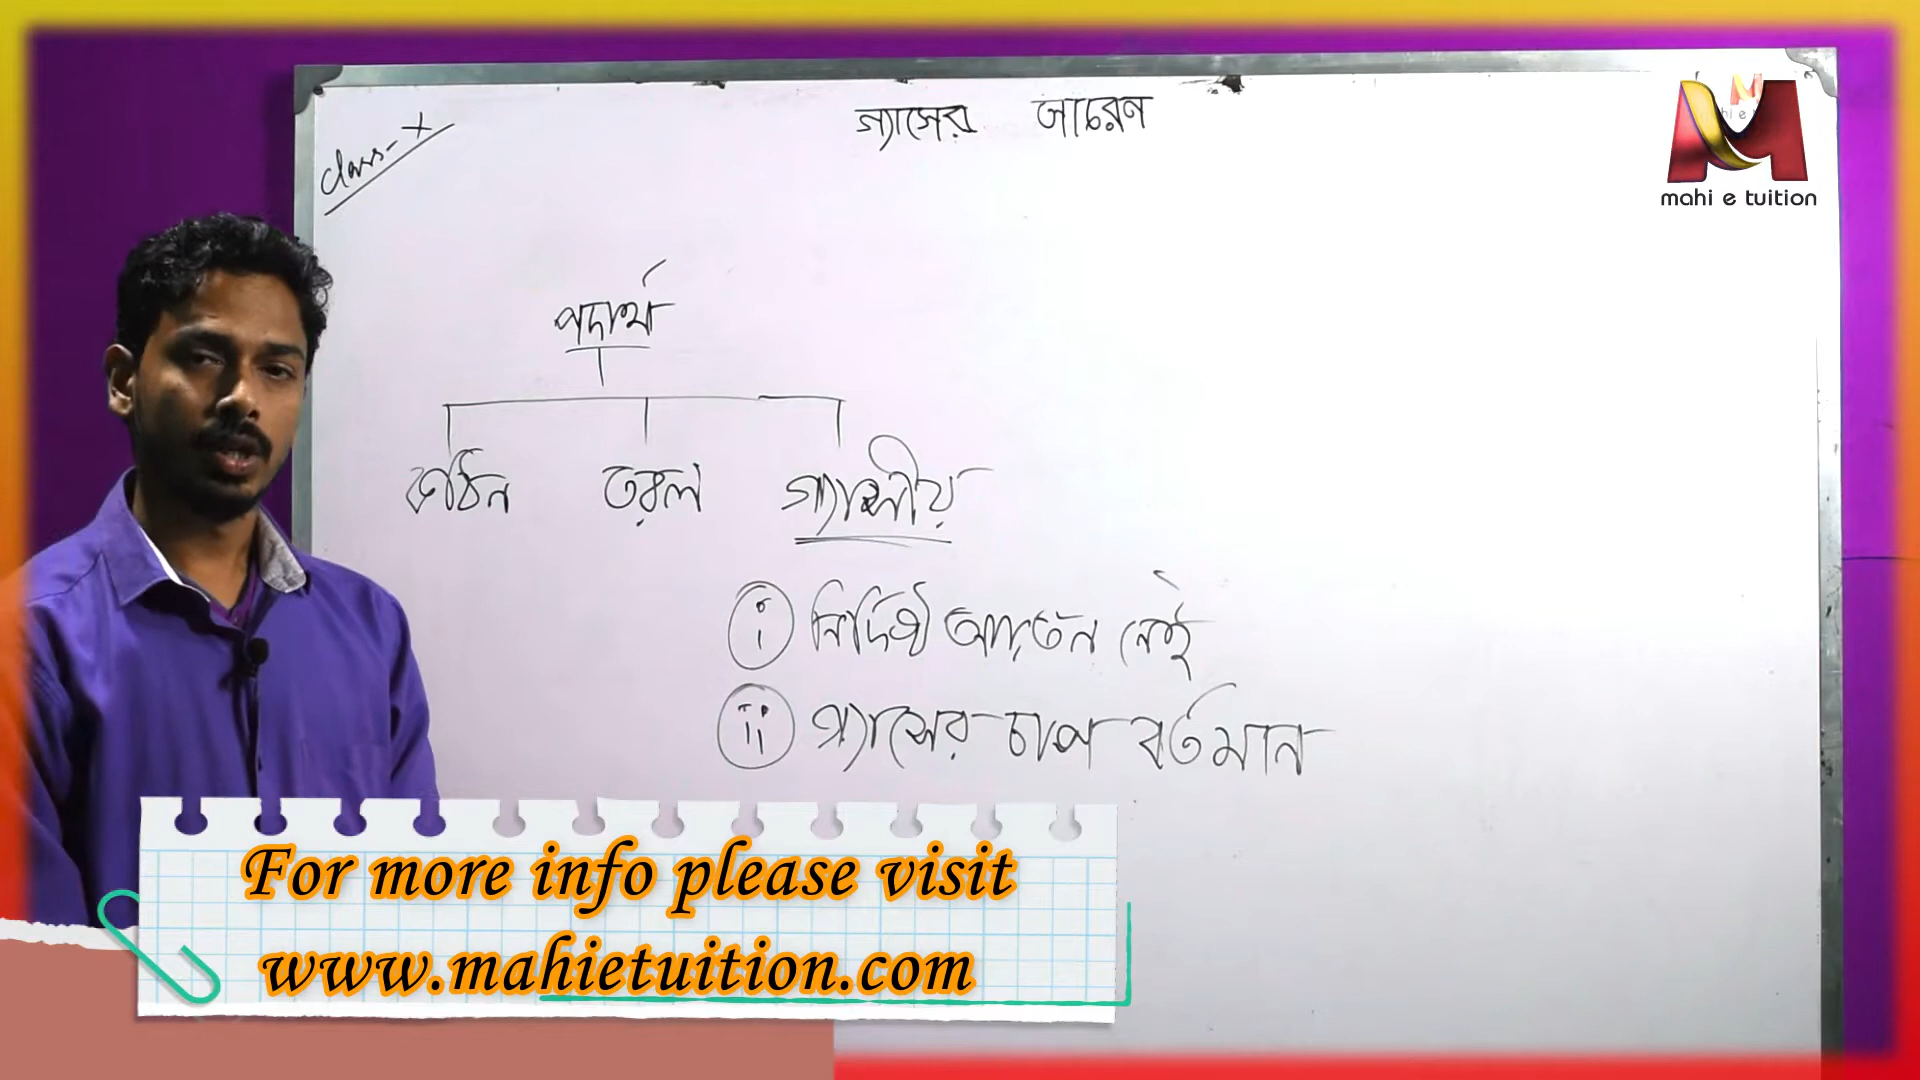 Class-X
গ্যাসের আচরণ
mahi e tuition
পদার্থ
কঠিন তরল গ্যাসীয়
i নির্দিষ্ট আয়তন নেই
ii গ্যাসের চাপ বর্তমান
For more info please visit
www.mahietuition.com